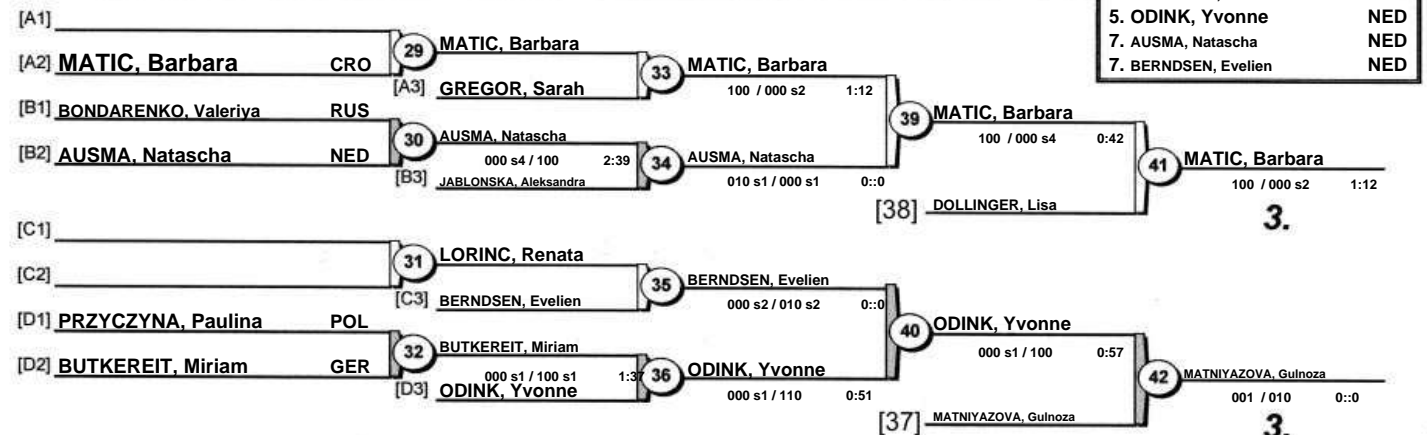 5. ODINK, Yvonne NED
7. AUSMA, Natascha NED
7. BERNDSEN, Evelien NED
[A1]
[A2] MATIC, Barbara CRO
29 MATIC, Barbara
[A3] GREGOR, Sarah
33 MATIC, Barbara
100 / 000 s2 1:12
[B1] BONDARENKO, Valeriya RUS
[B2] AUSMA, Natascha NED
30 AUSMA, Natascha
000 s4 / 100 2:39
[B3] JABLONSKA, Aleksandra
34 AUSMA, Natascha
010 s1 / 000 s1 0::0
39 MATIC, Barbara
100 / 000 s4 0:42
[38] DOLLINGER, Lisa
41 MATIC, Barbara
100 / 000 s2 1:12
3.
[C1]
[C2]
31 LORINC, Renata
[C3] BERNDSEN, Evelien
35 BERNDSEN, Evelien
000 s2 / 010 s2 0::0
[D1] PRZYCZYNA, Paulina POL
[D2] BUTKEREIT, Miriam GER
32 BUTKEREIT, Miriam
000 s1 / 100 s1 1:37
[D3] ODINK, Yvonne
36 ODINK, Yvonne
000 s1 / 110 0:51
40 ODINK, Yvonne
000 s1 / 100 0:57
[37] MATNIYAZOVA, Gulnoza
42 MATNIYAZOVA, Gulnoza
001 / 010 0::0
3.